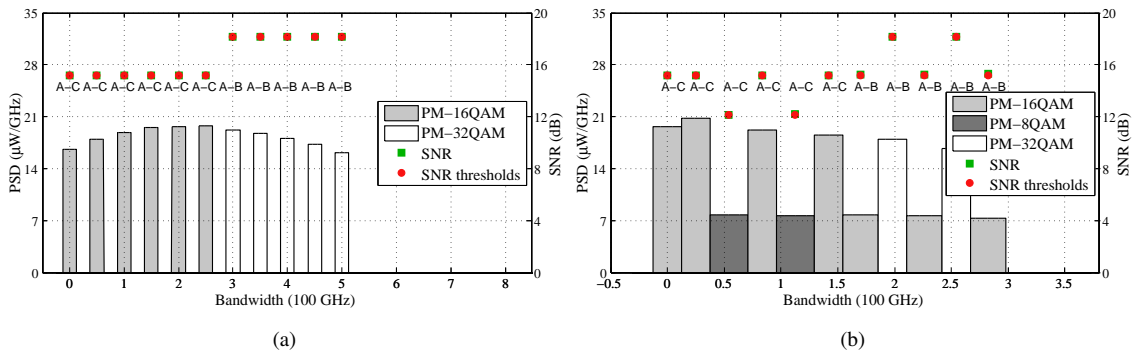 35
28
21
14
7
0
PSD (μW/GHz)
20
16
12
8
4
0
SNR (dB)
A−C A−C A−C A−C A−C A−C A−B A−B A−B A−B A−B
PM−16QAM
PM−32QAM
SNR
SNR thresholds
0 1 2 3 4 5 6 7 8
Bandwidth (100 GHz)
(a)
35
28
21
14
7
0
PSD (μW/GHz)
20
16
12
8
4
0
SNR (dB)
A−C A−C A−C A−C A−C A−C A−B A−B A−B A−B A−B
PM−16QAM
PM−8QAM
PM−32QAM
SNR
SNR thresholds
−0.5 0 0.5 1 1.5 2 2.5 3 3.5
Bandwidth (100 GHz)
(b)